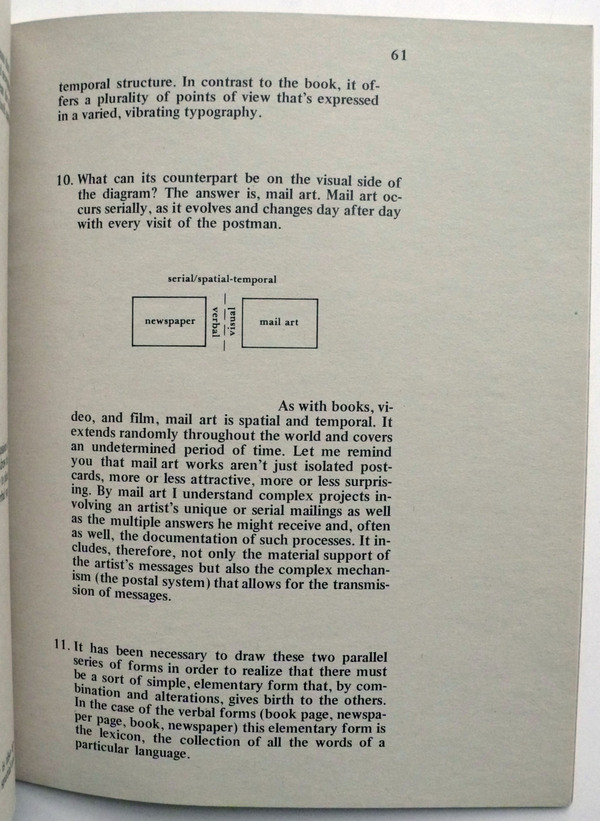 61
temporal structure. In contrast to the book, it of-
fers a plurality of points of view that's expressed
in a varied, vibrating typography.
10. What can its counterpart be on the visual side of
the diagram? The answer is, mail art. Mail art oc-
curs serially, as it evolves and changes day after day
with every visit of the postman.
serial/spatial-temporal
newspaper
verbal
visual
mail art
As with books, vi-
deo, and film, mail art is spatial and temporal. It
extends randomly throughout the world and covers
an undetermined period of time. Let me remind
you that mail art works aren't just isolated post-
cards, more or less attractive, more or less surpris-
ing. By mail art I understand complex projects in-
volving an artist's unique or serial mailings as well
as the multiple answers he might receive and, often
as well, the documentation of such processes. It in-
cludes, therefore, not only the material support of
the artist's messages but also the complex mechan-
ism (the postal system) that allows for the transmis-
sion of messages.
11. It has been necessary to draw these two parallel
series of forms in order to realize that there must
be a sort of simple, elementary form that, by com-
bination and alterations, gives birth to the others.
In the case of the verbal forms (book page, newspa-
per page, book, newspaper) this elementary form is
the lexicon, the collection of all the words of a
particular language.